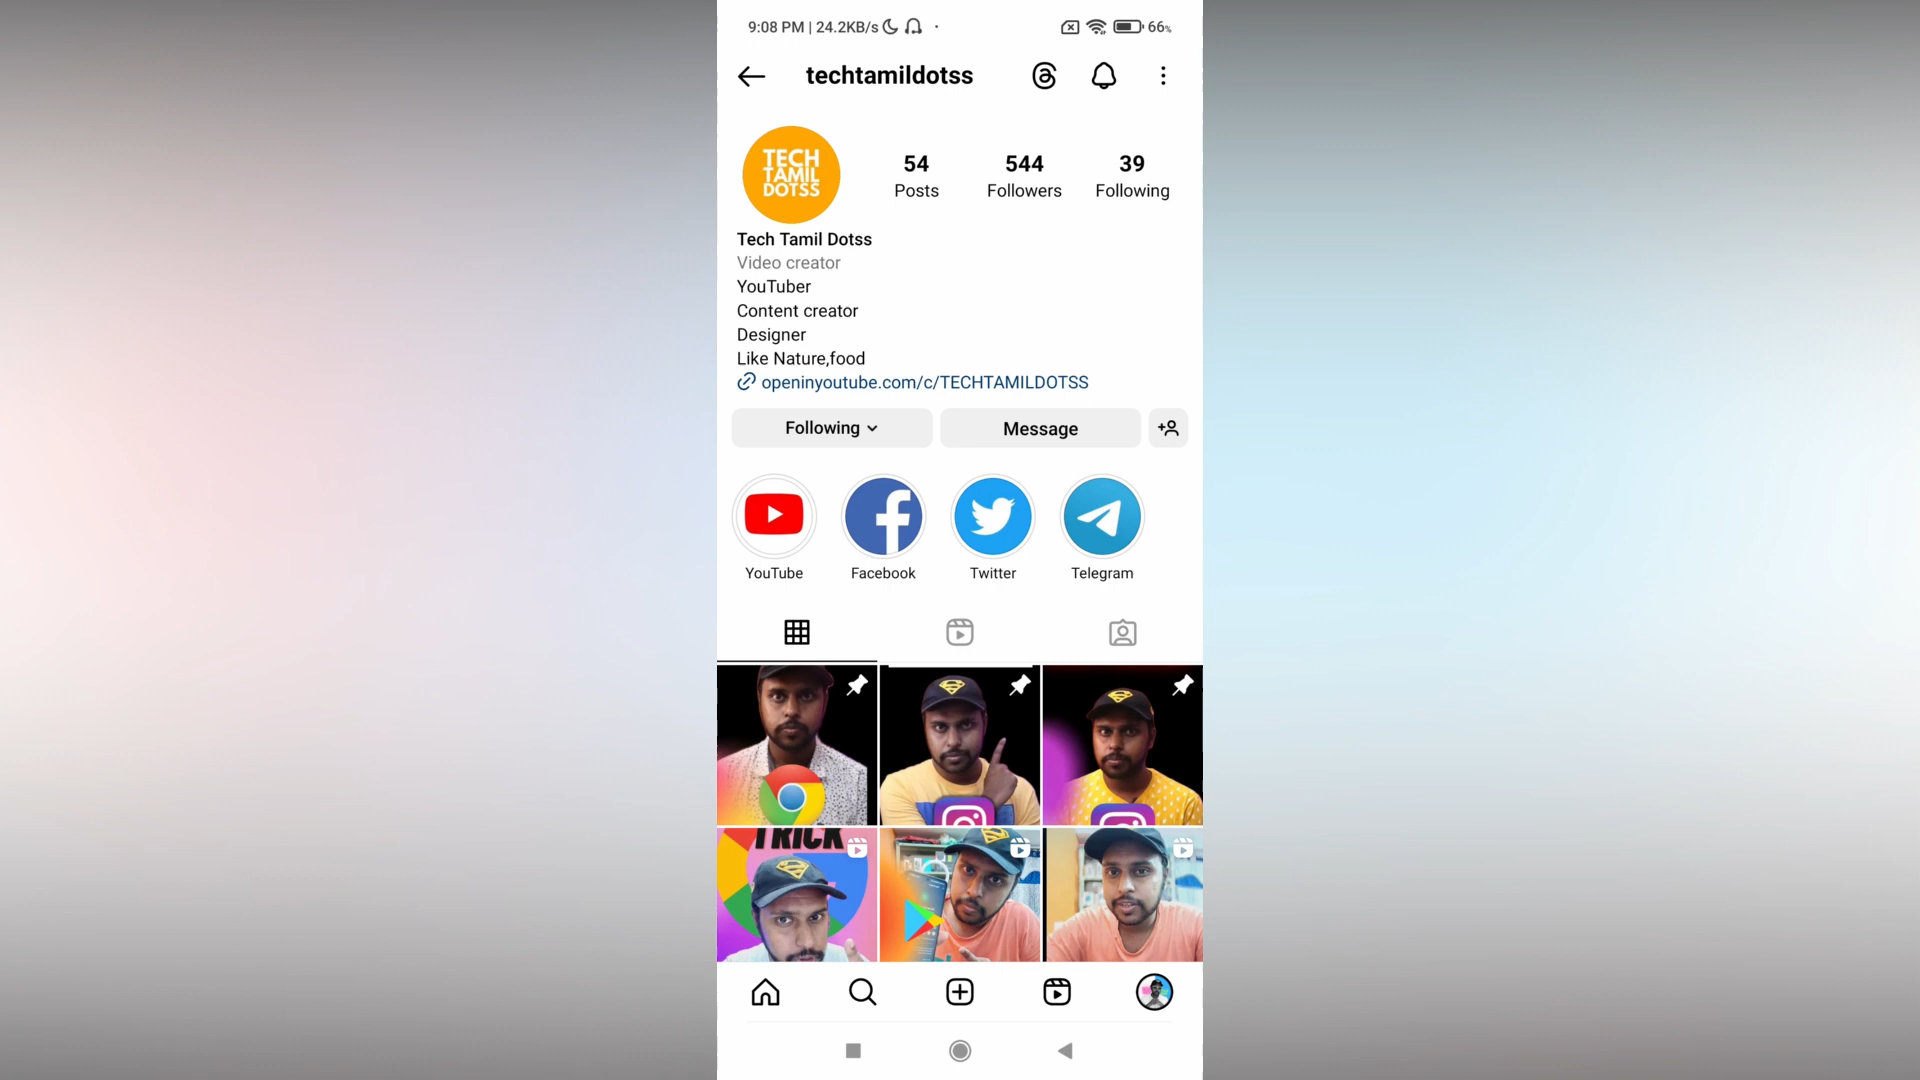 9:08 PM | 24.2KB/s 66%
techtamildotss
TECH
TAMIL
DOTSS
54 544 39
Posts Followers Following
Tech Tamil Dotss
Video creator
YouTuber
Content creator
Designer
Like Nature,food
openinyoutube.com/c/TECHTAMILDOTSS
Following Message
YouTube Facebook Twitter Telegram
TRICK